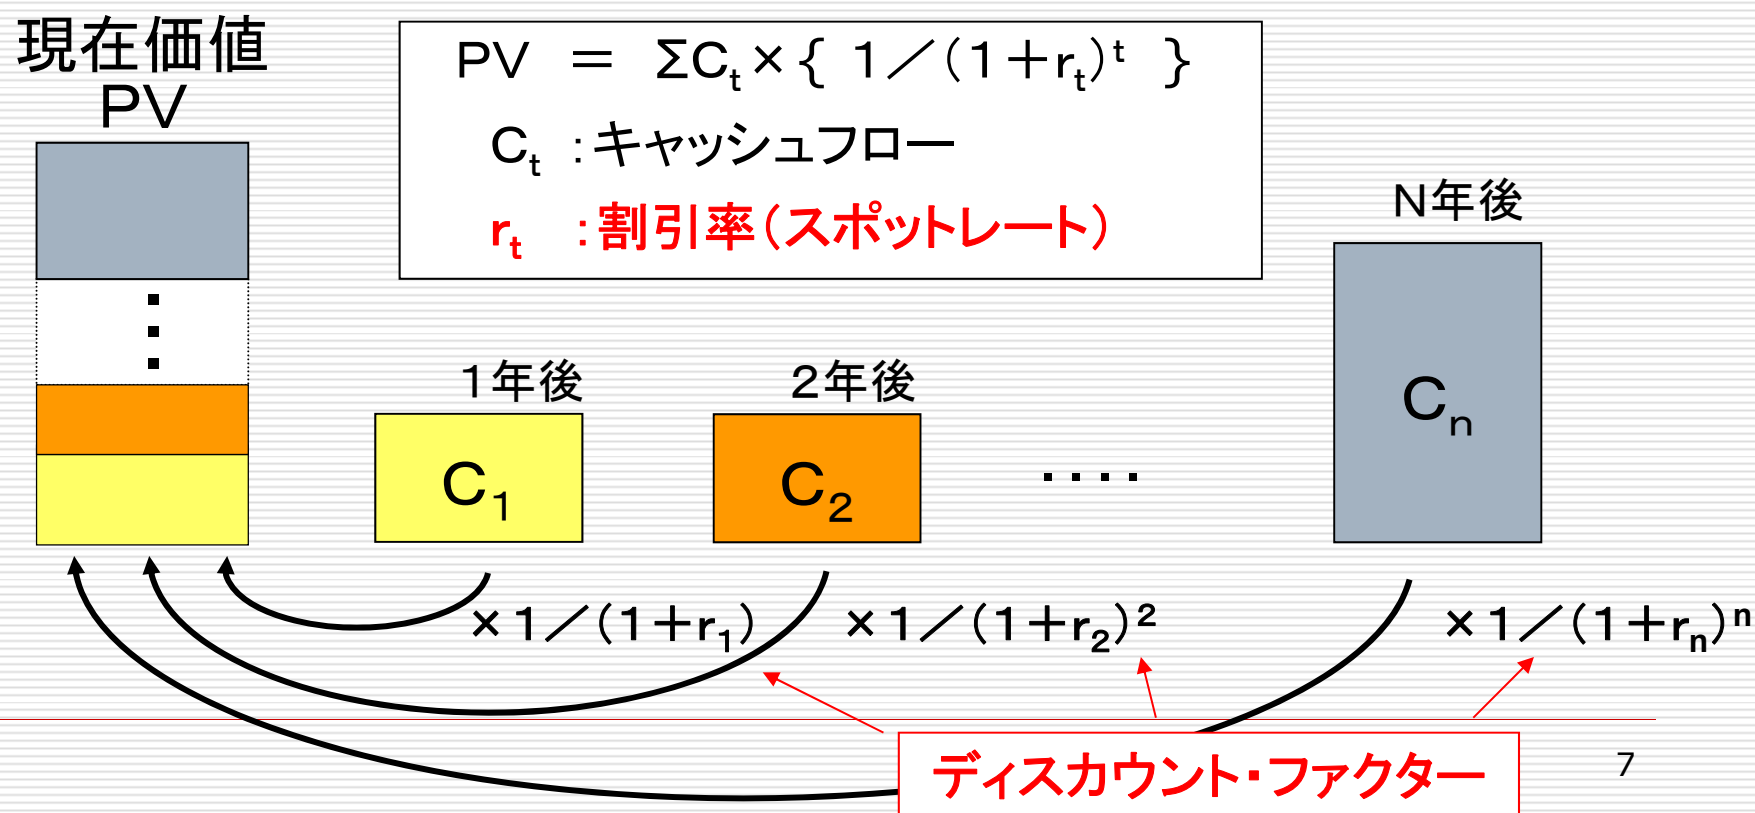 現在価値
PV
PV ＝ ΣCₜ×{ 1／(1＋rₜ)ᵗ }
Cₜ ：キャッシュフロー
rₜ ：割引率（スポットレート）
N年後
1年後
2年後
C₁
C₂
・・・・
Cₙ
×1／(1＋r₁)
×1／(1＋r₂)²
×1／(1＋rₙ)ⁿ
ディスカウント・ファクター
7